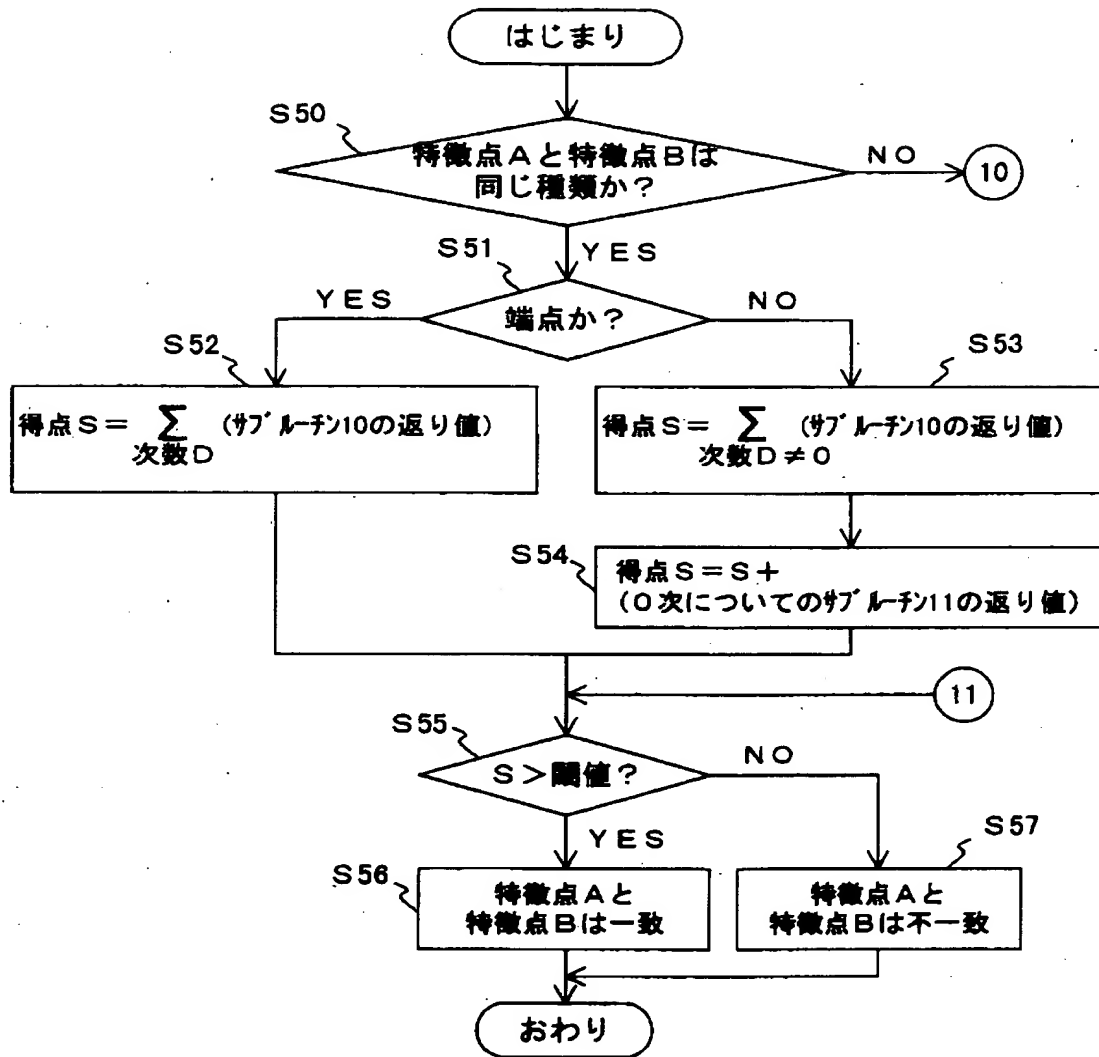 はじまり
S50
特徴点Aと特徴点Bは
同じ種類か?
NO
10
YES
S51
端点か?
YES
NO
S52
得点S=∑(サブルーチン10の返り値)
次数D
S53
得点S=∑(サブルーチン10の返り値)
次数D≠0
S54
得点S=S+
(0次についてのサブルーチン11の返り値)
11
S55
S>閾値?
NO
YES
S56
特徴点Aと
特徴点Bは一致
S57
特徴点Aと
特徴点Bは不一致
おわり